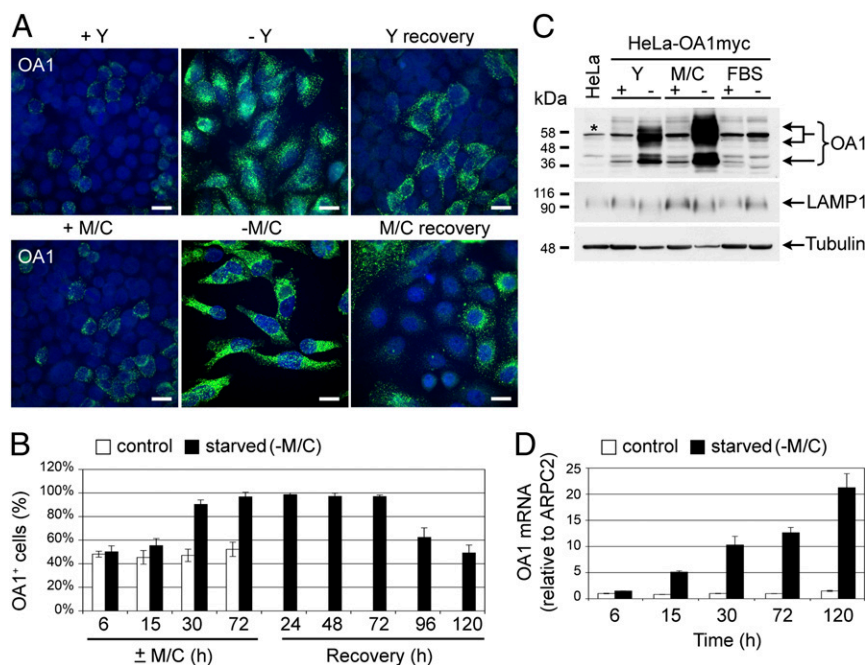 A
+ Y
- Y
Y recovery
OA1
+ M/C
-M/C
M/C recovery
OA1
B
control
starved (-M/C)
OA1+ cells (%)
120%
100%
80%
60%
40%
20%
0%
6 15 30 72 24 48 72 96 120
± M/C (h)
Recovery (h)
C
HeLa-OA1myc
HeLa
Y M/C FBS
+ - + - + -
kDa
*
58
48
36
OA1
116
90
LAMP1
48
Tubulin
D
control
starved (-M/C)
OA1 mRNA
(relative to ARPC2)
25
20
15
10
5
0
6 15 30 72 120
Time (h)